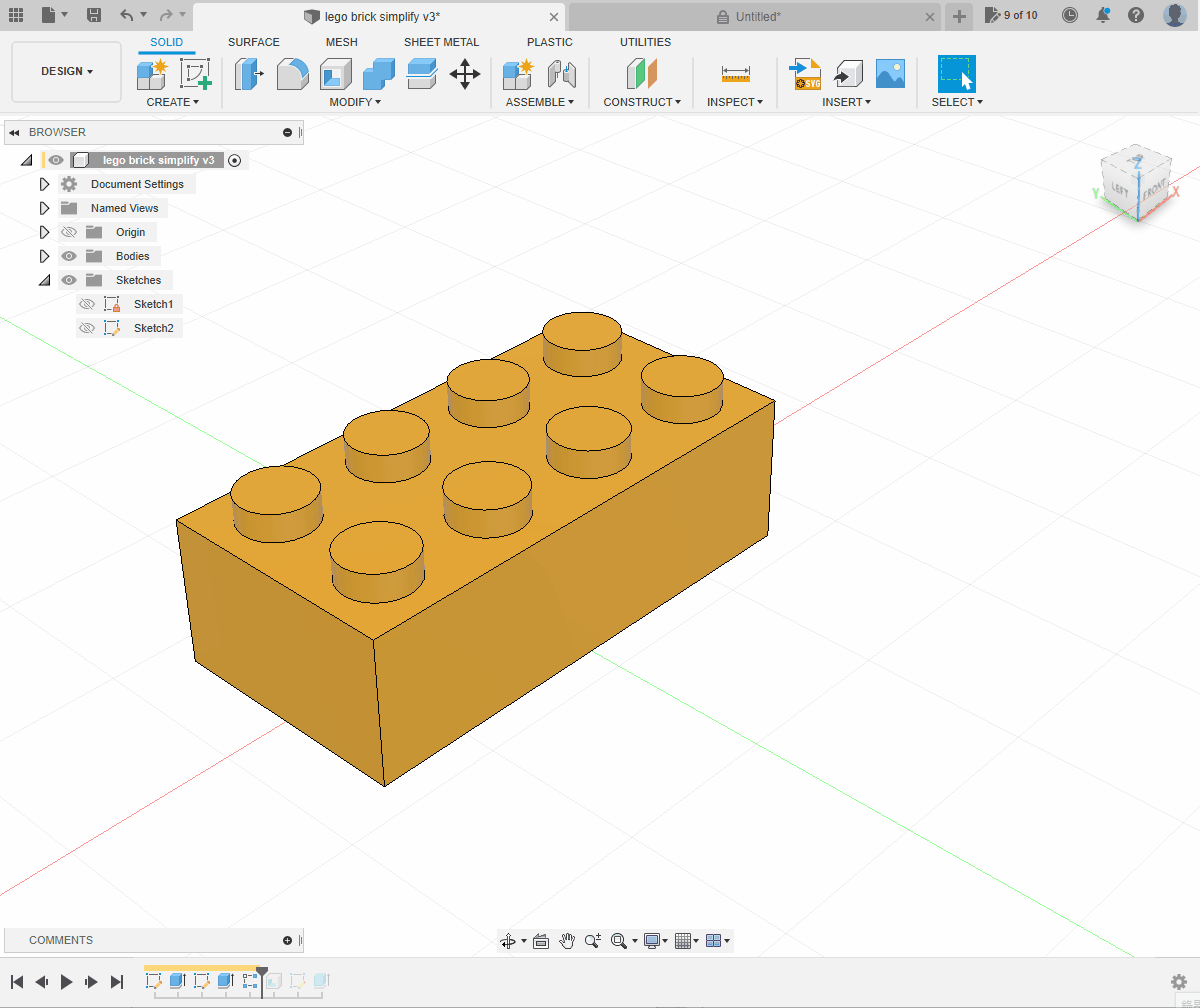 lego brick simplify v3*
Untitled*
9 of 10
SOLID SURFACE MESH SHEET METAL PLASTIC UTILITIES
DESIGN
SVG
CREATE MODIFY ASSEMBLE CONSTRUCT INSPECT INSERT SELECT
BROWSER
lego brick simplify v3
Document Settings
Named Views
Origin
Bodies
Sketches
Sketch1
Sketch2
Z
LEFT FRONT
Y X
COMMENTS